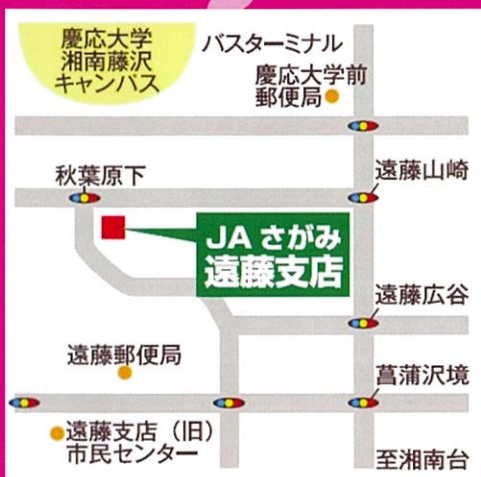 慶応大学
湘南藤沢
キャンパス
バスターミナル
慶応大学前
郵便局
秋葉原下
遠藤山崎
JA さがみ
遠藤支店
遠藤広谷
遠藤郵便局
菖蒲沢境
遠藤支店（旧）
市民センター
至湘南台